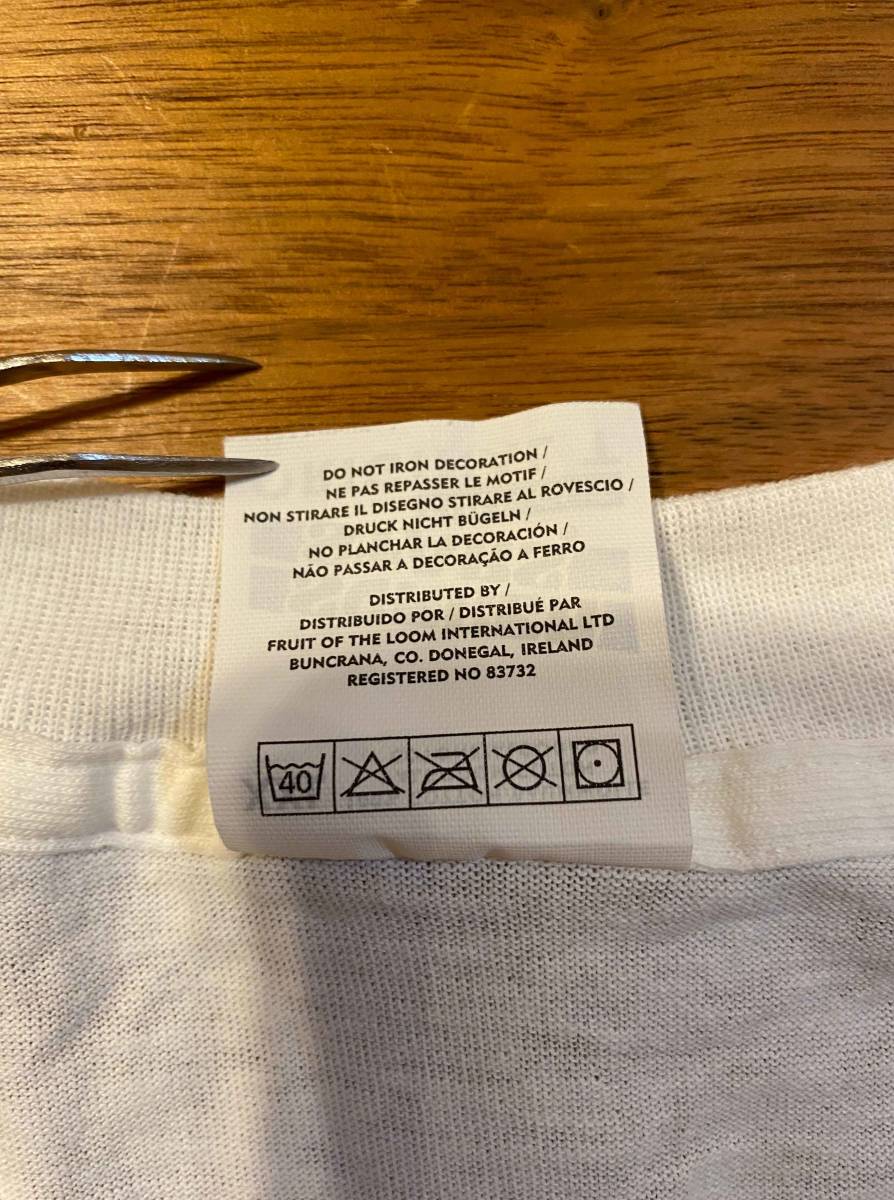 DO NOT IRON DECORATION /
NE PAS REPASSER LE MOTIF /
NON STIRARE IL DISEGNO STIRARE AL ROVESCIO /
DRUCK NICHT BÜGELN /
NO PLANCHAR LA DECORACIÓN /
NÃO PASSAR A DECORAÇÃO A FERRO
DISTRIBUTED BY /
DISTRIBUIDO POR / DISTRIBUÉ PAR
FRUIT OF THE LOOM INTERNATIONAL LTD
BUNCRANA, CO. DONEGAL, IRELAND
REGISTERED NO 83732
40